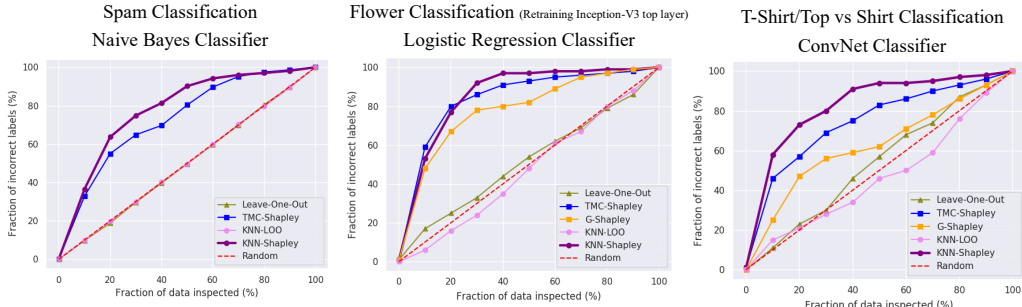 Spam Classification
Naive Bayes Classifier
Fraction of incorrect labels (%)
100
80
60
40
20
0
0 20 40 60 80 100
Fraction of data inspected (%)
Leave-One-Out
TMC-Shapley
KNN-LOO
KNN-Shapley
Random
Flower Classification (Retraining Inception-V3 top layer)
Logistic Regression Classifier
Fraction of incorrect labels (%)
100
80
60
40
20
0
0 20 40 60 80 100
Fraction of data inspected (%)
Leave-One-Out
TMC-Shapley
G-Shapley
KNN-LOO
KNN-Shapley
Random
T-Shirt/Top vs Shirt Classification
ConvNet Classifier
Fraction of incorrect labels (%)
100
80
60
40
20
0
0 20 40 60 80 100
Fraction of data inspected (%)
Leave-One-Out
TMC-Shapley
G-Shapley
KNN-LOO
KNN-Shapley
Random